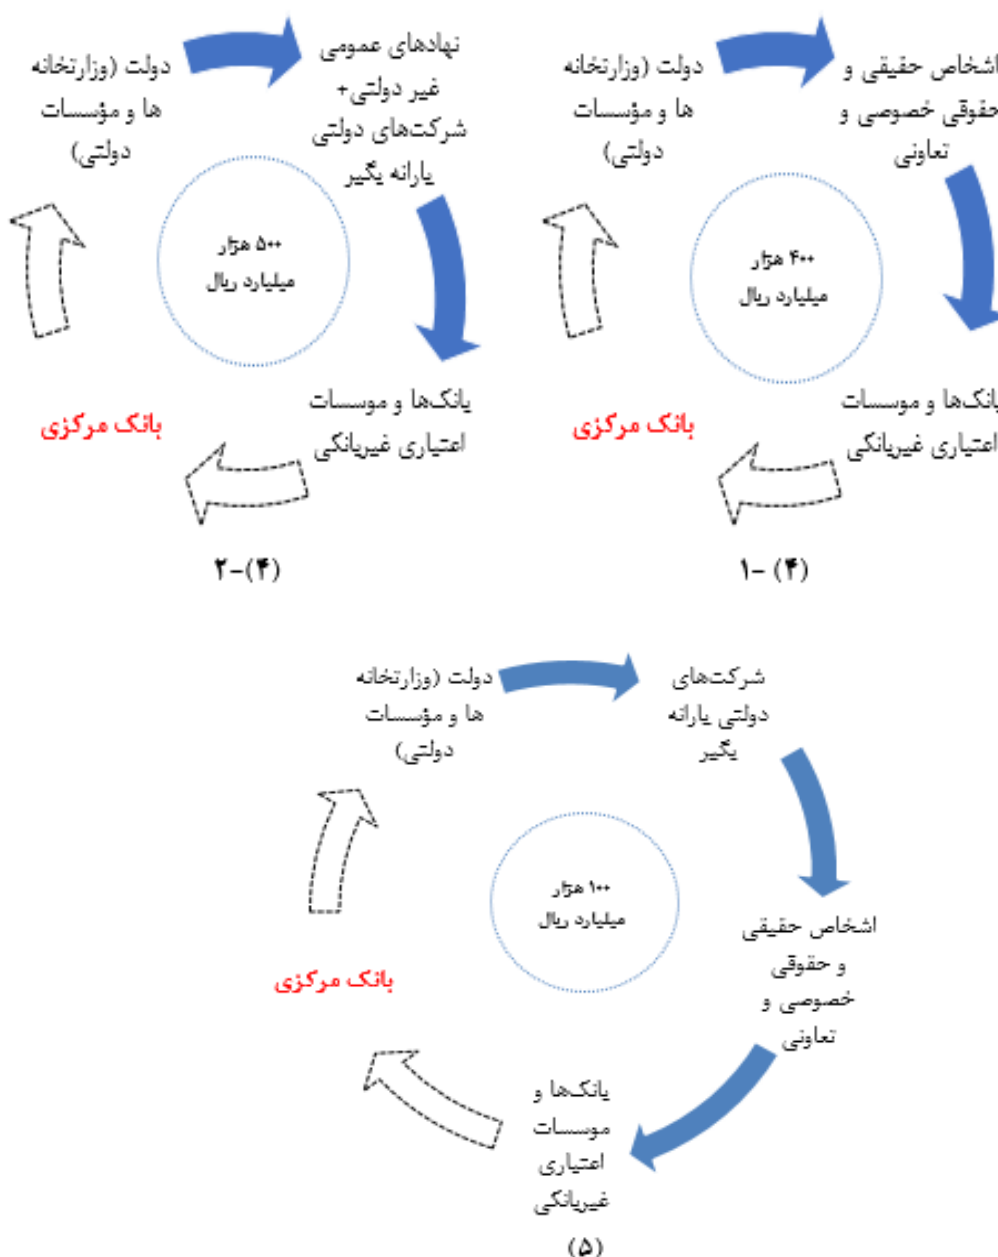 اشخاص حقیقی و
حقوقی خصوصی و
تعاونی
دولت (وزارتخانه
ها و مؤسسات
دولتی)
۴۰۰ هزار
میلیارد ریال
بانک‌ها و موسسات
اعتباری غیربانکی
بانک مرکزی
۱- (۴)
نهادهای عمومی
غیر دولتی+
شرکت‌های دولتی
یارانه بگیر
دولت (وزارتخانه
ها و مؤسسات
دولتی)
۵۰۰ هزار
میلیارد ریال
بانک‌ها و موسسات
اعتباری غیربانکی
بانک مرکزی
۲-(۴)
شرکت‌های
دولتی یارانه
بگیر
دولت (وزارتخانه
ها و مؤسسات
دولتی)
۱۰۰ هزار
میلیارد ریال
اشخاص حقیقی
و حقوقی
خصوصی و
تعاونی
بانک مرکزی
بانک‌ها و
موسسات
اعتباری
غیربانکی
(۵)